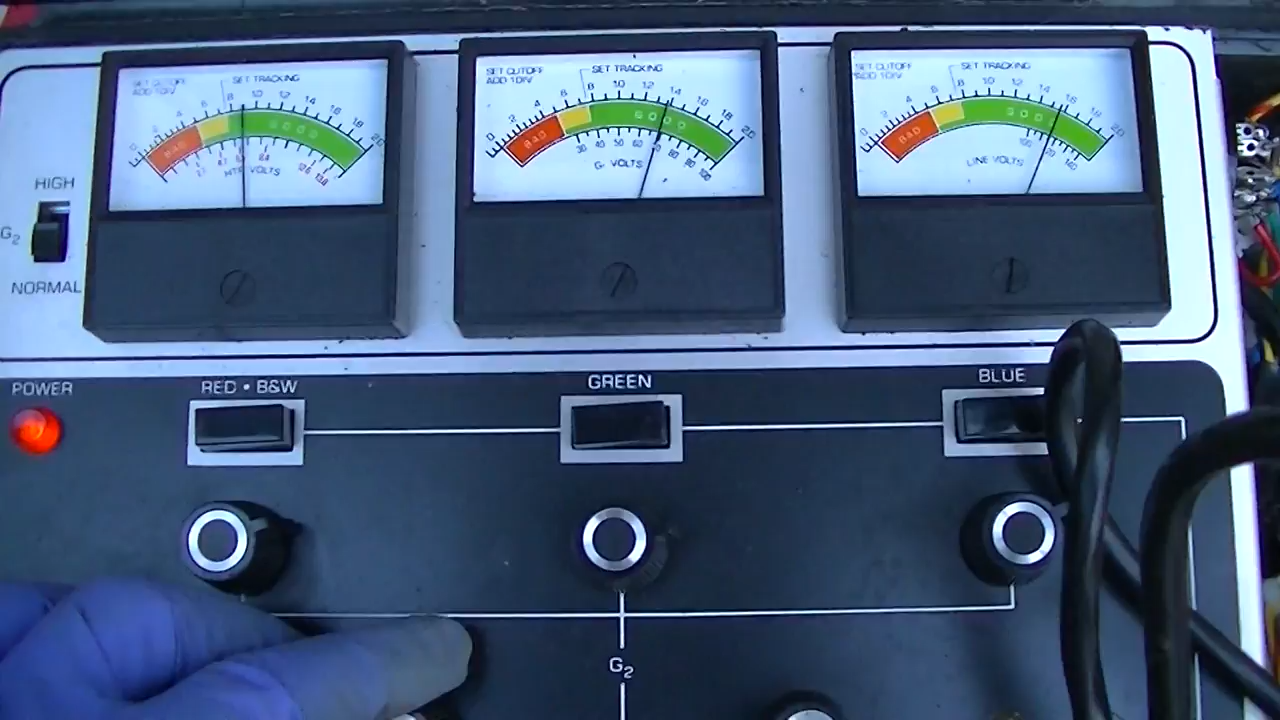 SET CUTOFF
ADD 1DIV
SET TRACKING
0 2 4 6 8 10 12 14 16 18 20
BAD GOOD
HTR VOLTS
SET CUTOFF
ADD 1DIV
SET TRACKING
0 2 4 6 8 10 12 14 16 18 20
BAD GOOD
30 40 50 60 70 80 90 100
G₂ VOLTS
SET CUTOFF
ADD 1DIV
SET TRACKING
0 2 4 6 8 10 12 14 16 18 20
BAD GOOD
100 120 140
LINE VOLTS
HIGH
G₂
NORMAL
POWER
RED • B&W
GREEN
BLUE
G₂